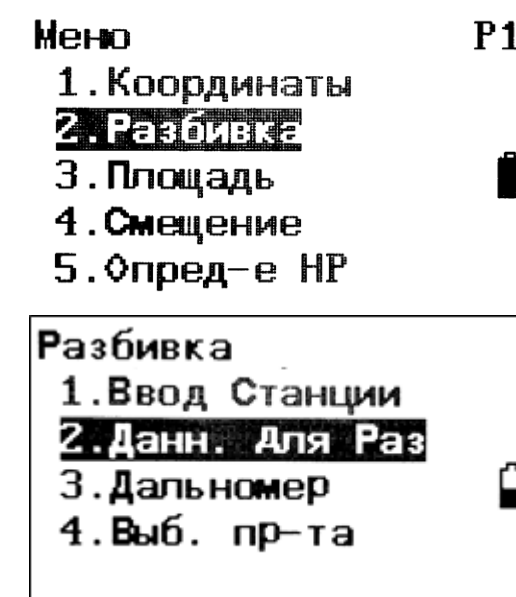 Меню P1
1.Координаты
2.Разбивка
3.Площадь
4.Смещение
5.Опред-е НР
Разбивка
1.Ввод Станции
2.Данн. Для Раз
3.Дальномер
4.Выб. пр-та